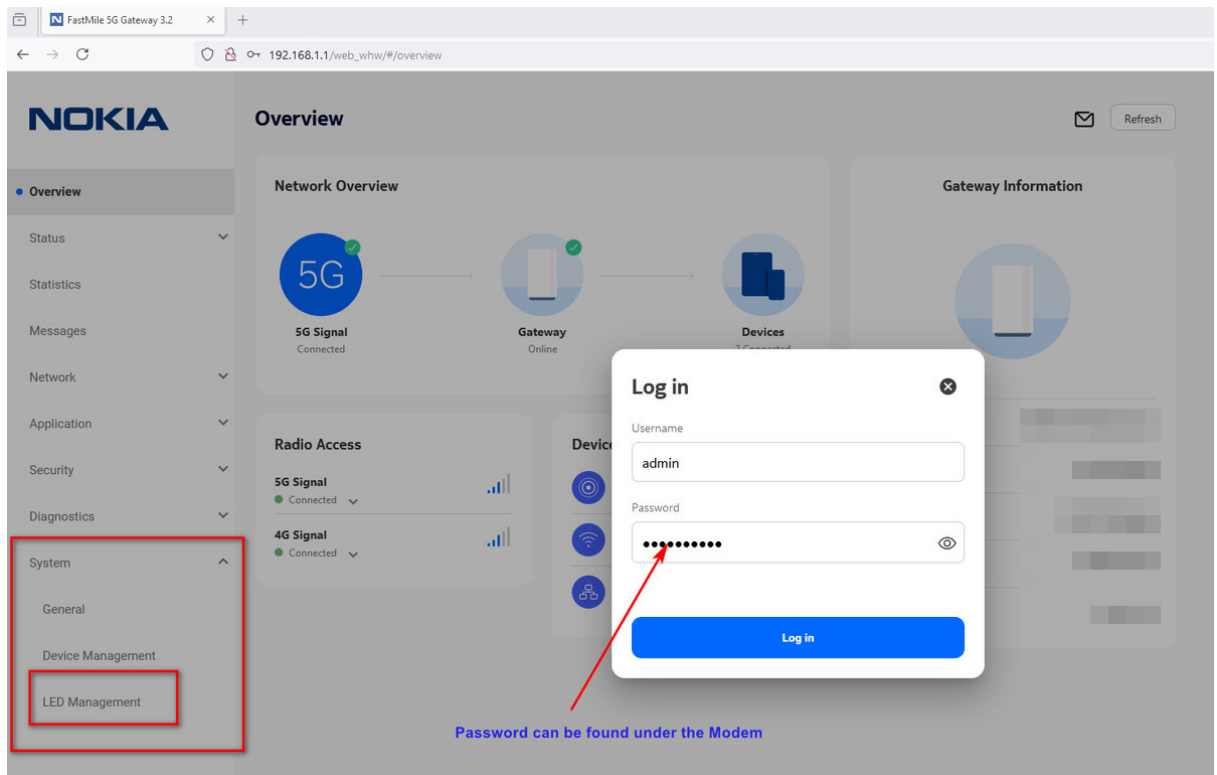 FastMile 5G Gateway 3.2
192.168.1.1/web_whw/#/overview
NOKIA
Overview
Refresh
Overview
Status
Statistics
Messages
Network
Application
Security
Diagnostics
System
General
Device Management
LED Management
Network Overview
5G
5G Signal
Connected
Gateway
Online
Devices
2 Connected
Gateway Information
Radio Access
5G Signal
Connected
4G Signal
Connected
Log in
Username
admin
Password
Log in
Password can be found under the Modem